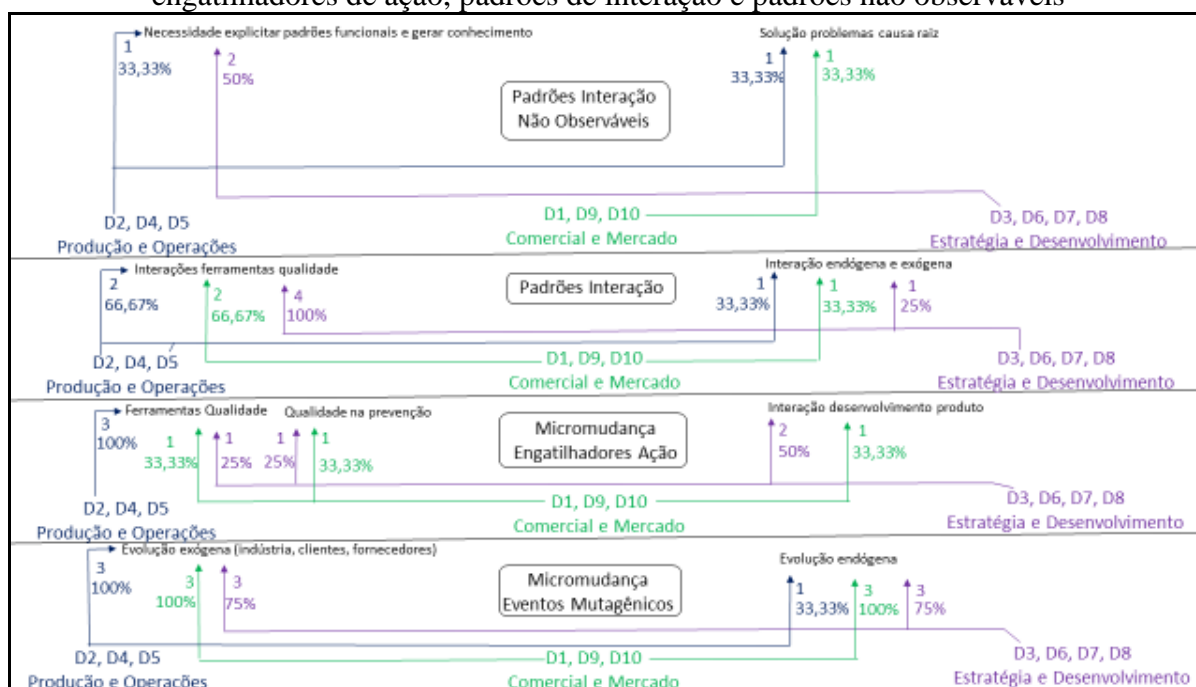 engatilhadores de ação, padrões de interação e padrões não observáveis
Necessidade explicitar padrões funcionais e gerar conhecimento
Solução problemas causa raiz
1
33,33%
2
50%
1
33,33%
1
33,33%
Padrões Interação
Não Observáveis
D2, D4, D5
Produção e Operações
D1, D9, D10
Comercial e Mercado
D3, D6, D7, D8
Estratégia e Desenvolvimento
Interações ferramentas qualidade
Interação endógena e exógena
2
66,67%
2
66,67%
4
100%
Padrões Interação
1
33,33%
1
33,33%
1
25%
D2, D4, D5
Produção e Operações
D1, D9, D10
Comercial e Mercado
D3, D6, D7, D8
Estratégia e Desenvolvimento
Ferramentas Qualidade
Qualidade na prevenção
Interação desenvolvimento produto
3
100%
1
33,33%
1
25%
1
25%
1
33,33%
Micromudança
Engatilhadores Ação
2
50%
1
33,33%
D2, D4, D5
Produção e Operações
D1, D9, D10
Comercial e Mercado
D3, D6, D7, D8
Estratégia e Desenvolvimento
Evolução exógena (indústria, clientes, fornecedores)
Evolução endógena
3
100%
3
100%
3
75%
Micromudança
Eventos Mutagênicos
1
33,33%
3
100%
3
75%
D2, D4, D5
Produção e Operações
D1, D9, D10
Comercial e Mercado
D3, D6, D7, D8
Estratégia e Desenvolvimento